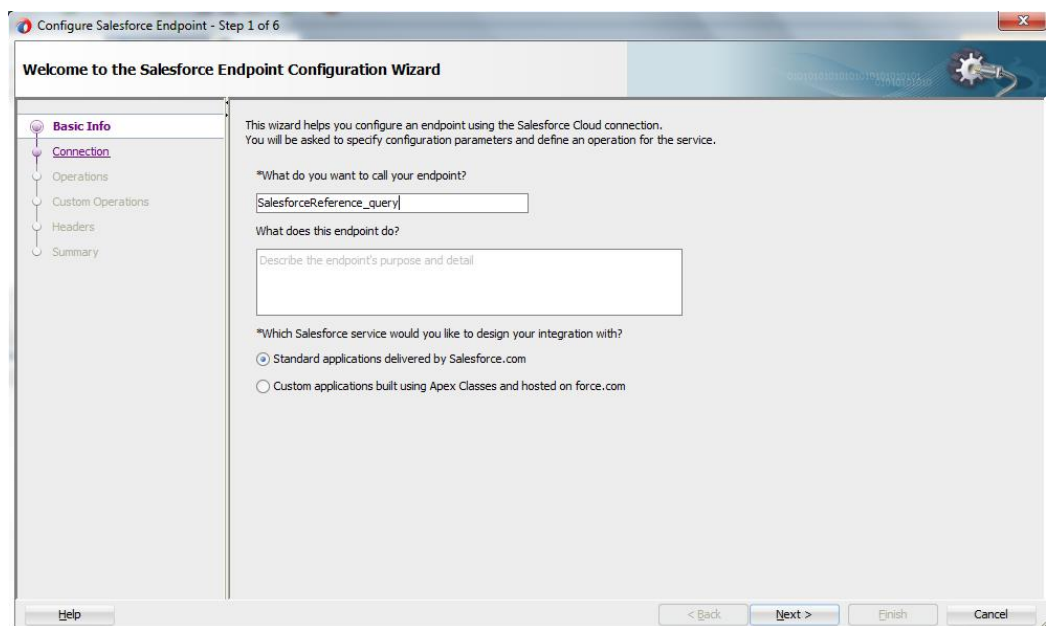 Configure Salesforce Endpoint - Step 1 of 6
Welcome to the Salesforce Endpoint Configuration Wizard
Basic Info
Connection
Operations
Custom Operations
Headers
Summary
This wizard helps you configure an endpoint using the Salesforce Cloud connection.
You will be asked to specify configuration parameters and define an operation for the service.
*What do you want to call your endpoint?
SalesforceReference_query
What does this endpoint do?
Describe the endpoint's purpose and detail
*Which Salesforce service would you like to design your integration with?
Standard applications delivered by Salesforce.com
Custom applications built using Apex Classes and hosted on force.com
Help
< Back
Next >
Finish
Cancel